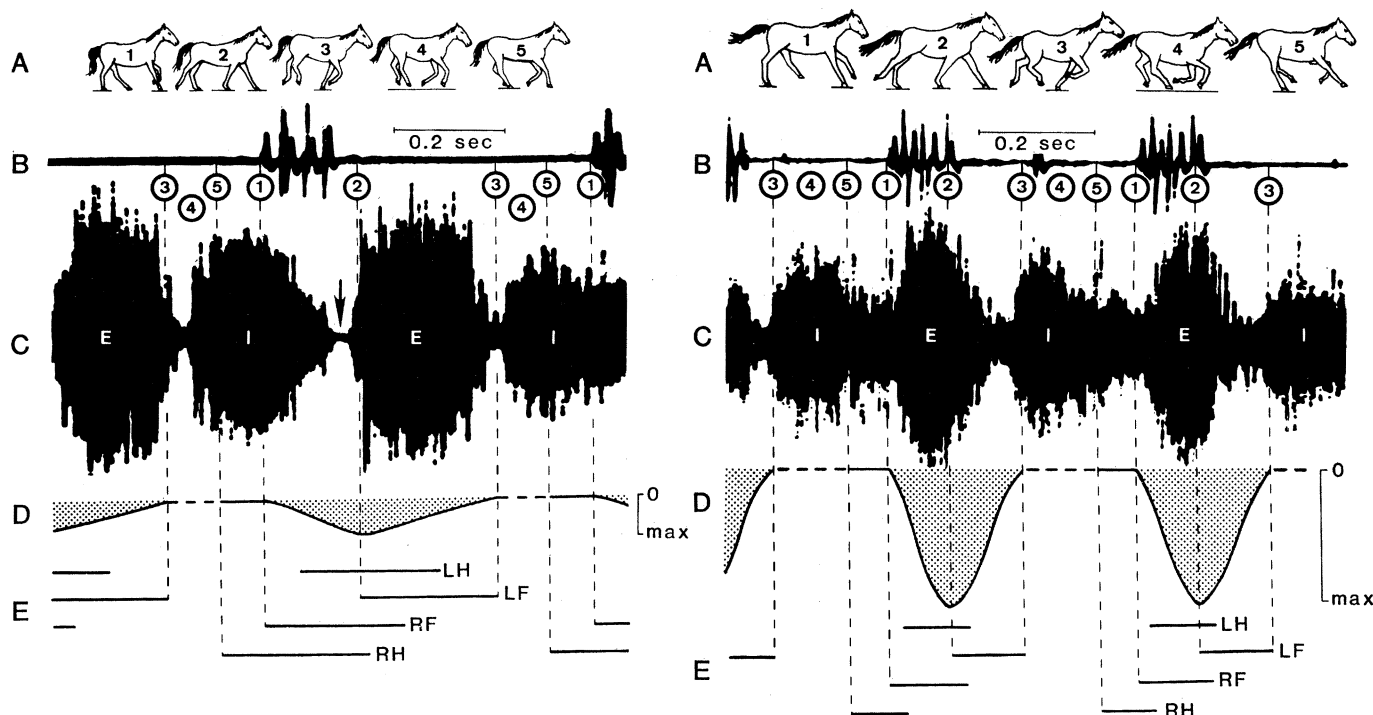 A 1 2 3 4 5
B 0.2 sec
3 4 5 1 2 3 4 5 1
C E I E I
D 0 max
LH
E LF
RF
RH
A 1 2 3 4 5
B 0.2 sec
3 4 5 1 2 3 4 5 1 2 3
C I E I E I
D 0 max
LH
E LF
RF
RH